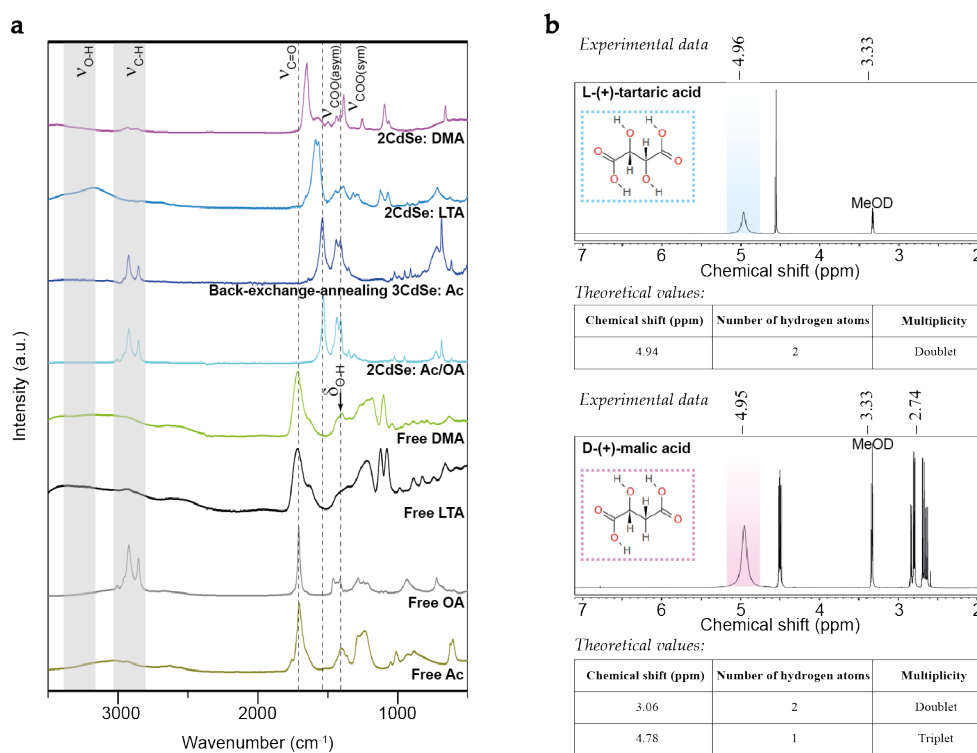 a
ν O-H
ν C-H
ν C=O
ν COO(asym)
ν COO(sym)
2CdSe: DMA
2CdSe: LTA
Back-exchange-annealing 3CdSe: Ac
2CdSe: Ac/OA
δ O-H
Free DMA
Free LTA
Free OA
Free Ac
Intensity (a.u.)
3000
2000
1000
Wavenumber (cm-1)
b
Experimental data
4.96
3.33
L-(+)-tartaric acid
H
O
H
O
H
O
O
H
O
H
O
H
MeOD
7
6
5
4
3
2
Chemical shift (ppm)
Theoretical values:
Chemical shift (ppm) Number of hydrogen atoms Multiplicity
4.94 2 Doublet
Experimental data
4.95
3.33
2.74
D-(+)-malic acid
MeOD
H
O
H
O
H
O
O
H
H
O
H
7
6
5
4
3
2
Chemical shift (ppm)
Theoretical values:
Chemical shift (ppm) Number of hydrogen atoms Multiplicity
3.06 2 Doublet
4.78 1 Triplet